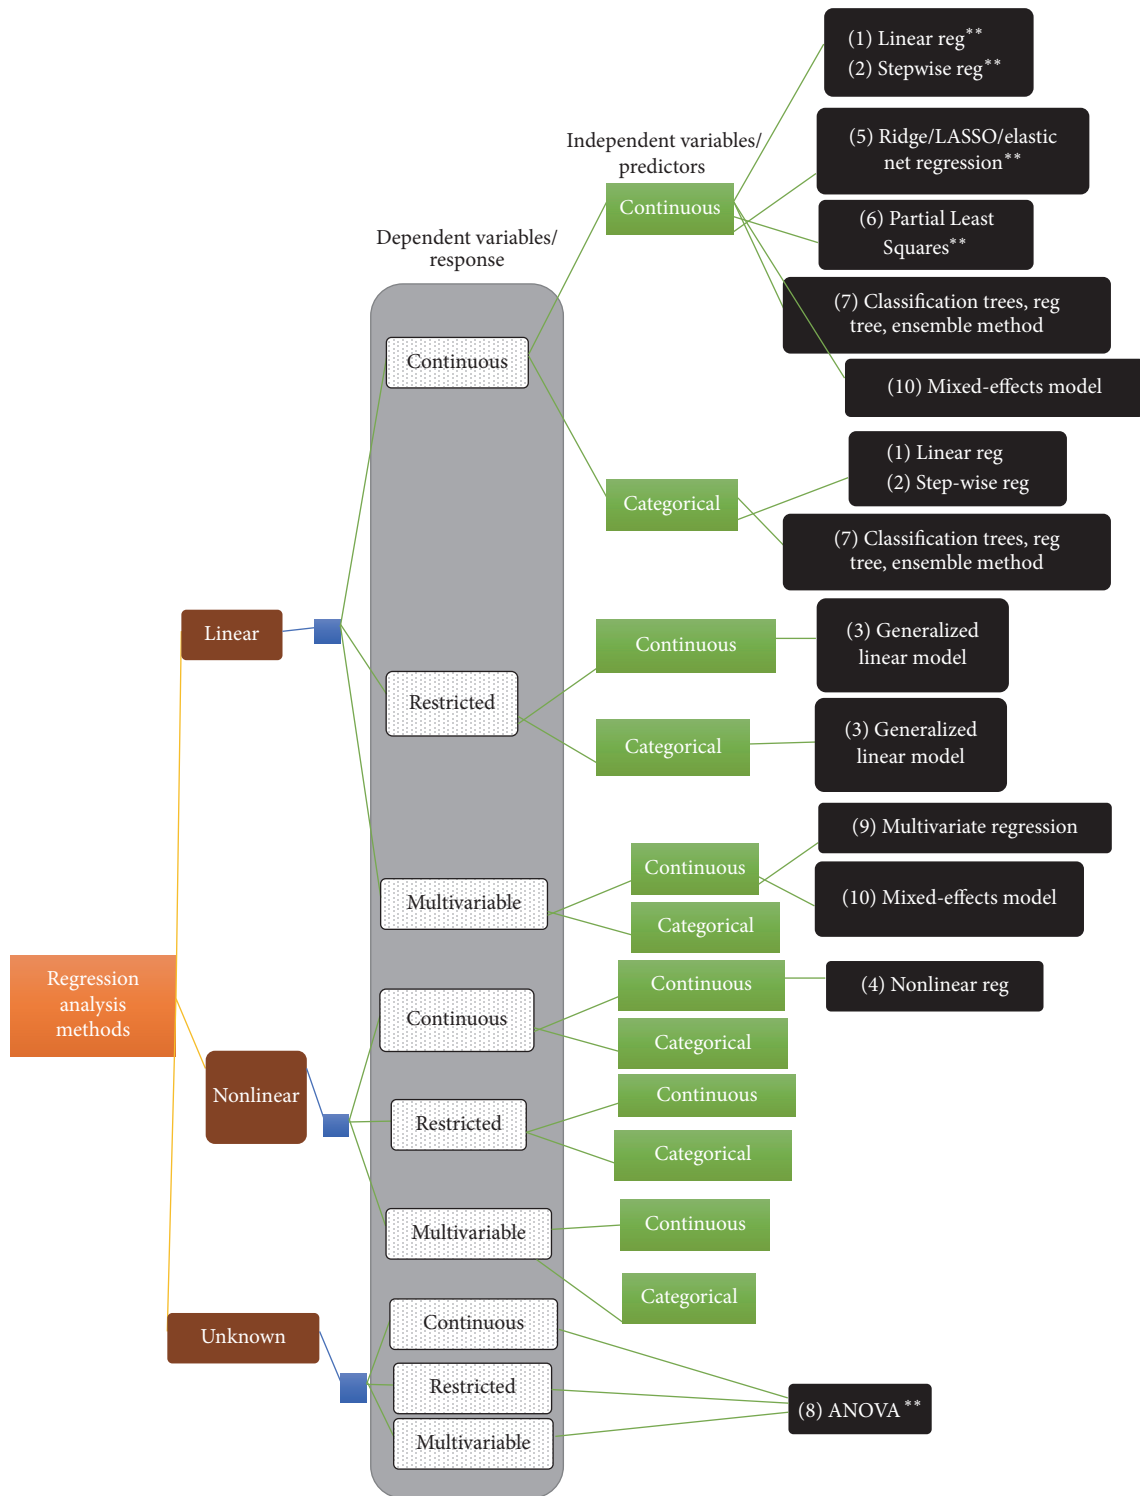 (1) Linear reg**
(2) Stepwise reg**
Independent variables/
predictors
(5) Ridge/LASSO/elastic
net regression**
Continuous
(6) Partial Least
Squares**
Dependent variables/
response
(7) Classification trees, reg
tree, ensemble method
Continuous
(10) Mixed-effects model
(1) Linear reg
(2) Step-wise reg
Categorical
(7) Classification trees, reg
tree, ensemble method
Linear
Continuous
(3) Generalized
linear model
Restricted
Categorical
(3) Generalized
linear model
(9) Multivariate regression
Continuous
Multivariable
(10) Mixed-effects model
Categorical
Regression
analysis
methods
Continuous
(4) Nonlinear reg
Continuous
Categorical
Nonlinear
Continuous
Restricted
Categorical
Multivariable
Continuous
Categorical
Unknown
Continuous
Restricted
(8) ANOVA**
Multivariable